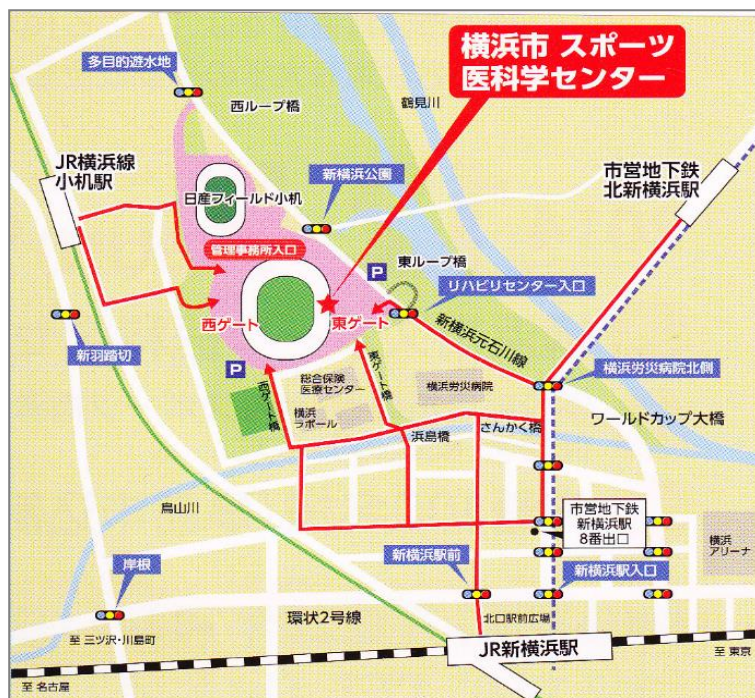 横浜市 スポーツ
医科学センター
多目的遊水地
西ループ橋
鶴見川
JR横浜線
小机駅
日産フィールド小机
新横浜公園
市営地下鉄
北新横浜駅
管理事務所入口
P
東ループ橋
リハビリセンター入口
西ゲート
東ゲート
新羽踏切
新横浜元石川線
P
西ゲート橋
総合保険
医療センター
東ゲート橋
横浜労災病院
横浜労災病院北側
横浜
ラポール
浜鳥橋
さんかく橋
ワールドカップ大橋
鳥山川
市営地下鉄
新横浜駅
8番出口
横浜
アリーナ
岸根
新横浜駅前
新横浜駅入口
環状2号線
北口駅前広場
至 三ツ沢・川島町
JR新横浜駅
至 東京
至 名古屋